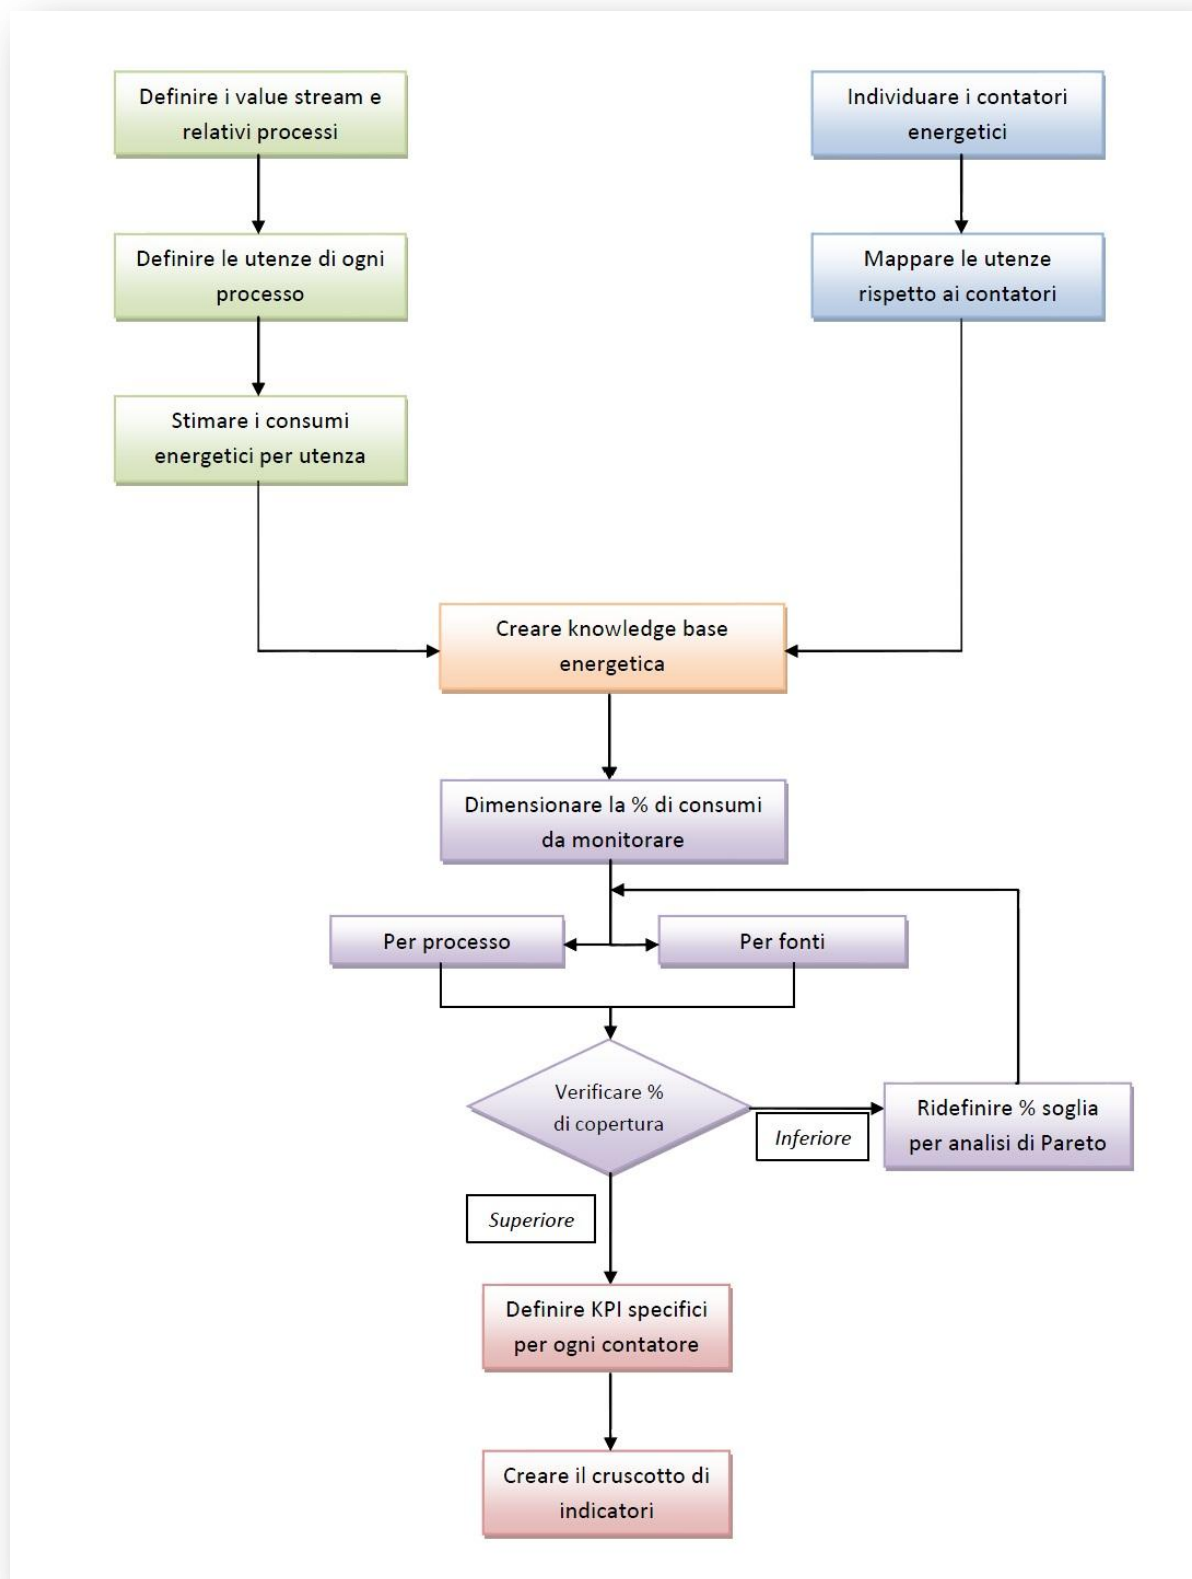 Definire i value stream e
relativi processi
Individuare i contatori
energetici
Definire le utenze di ogni
processo
Mappare le utenze
rispetto ai contatori
Stimare i consumi
energetici per utenza
Creare knowledge base
energetica
Dimensionare la % di consumi
da monitorare
Per processo
Per fonti
Verificare %
di copertura
Inferiore
Ridefinire % soglia
per analisi di Pareto
Superiore
Definire KPI specifici
per ogni contatore
Creare il cruscotto di
indicatori